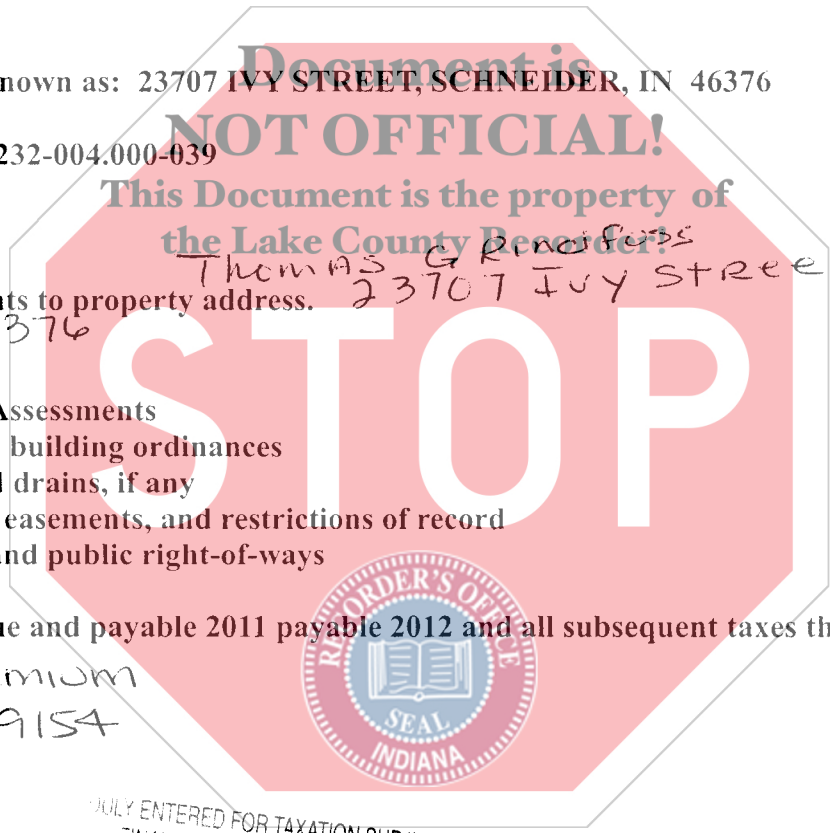 Document is
nown as: 23707 IVY STREET, SCHNEIDER, IN 46376
NOT OFFICIAL!
232-004.000-039
This Document is the property of
the Lake County Recorder!
Thomas G
ts to property address. 23707 Ivy Stree
376
STOP
Assessments
building ordinances
drains, if any
easements, and restrictions of record
and public right-of-ways
RECORDER'S OFFICE
SEAL
INDIANA
ue and payable 2011 payable 2012 and all subsequent taxes th
mium
9154
DULY ENTERED FOR TAXATION